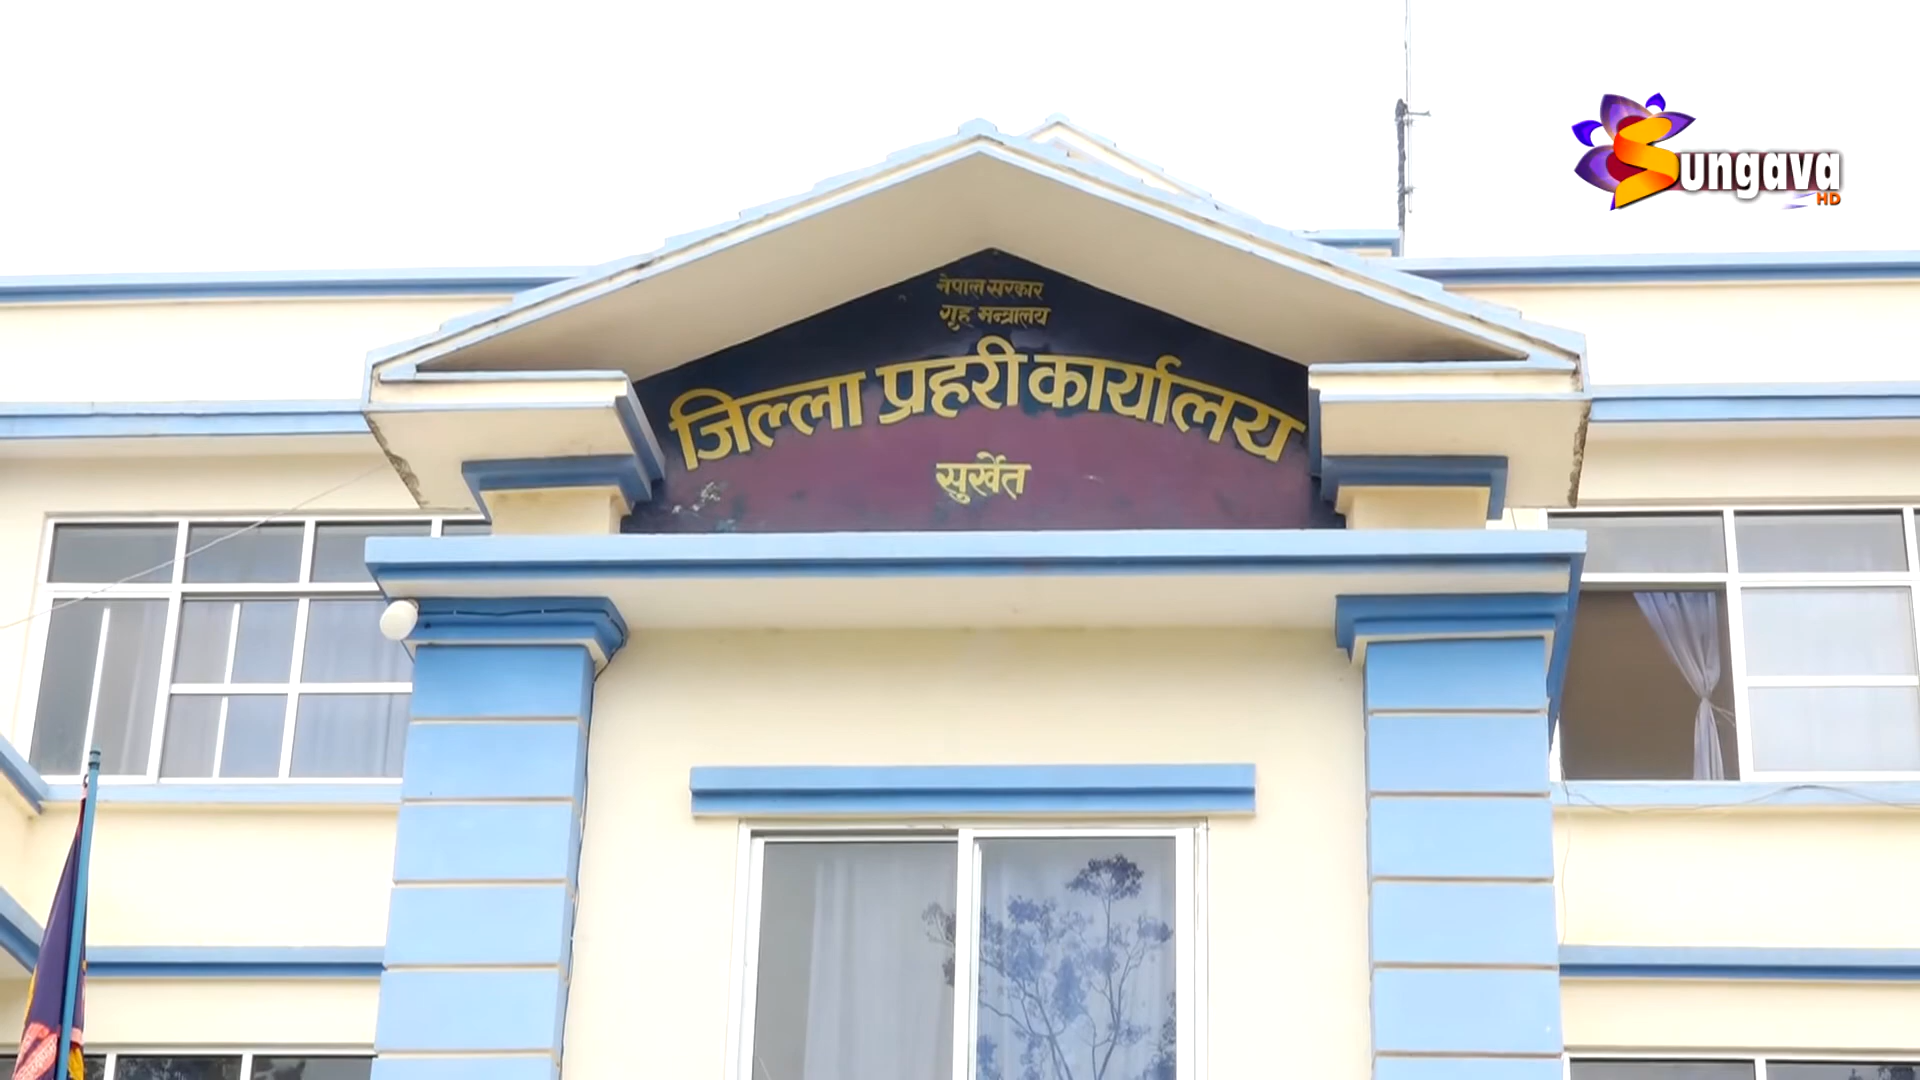 नेपाल सरकार
गृह मन्त्रालय
जिल्ला प्रहरी कार्यालय
सुर्खेत
Sungava
HD